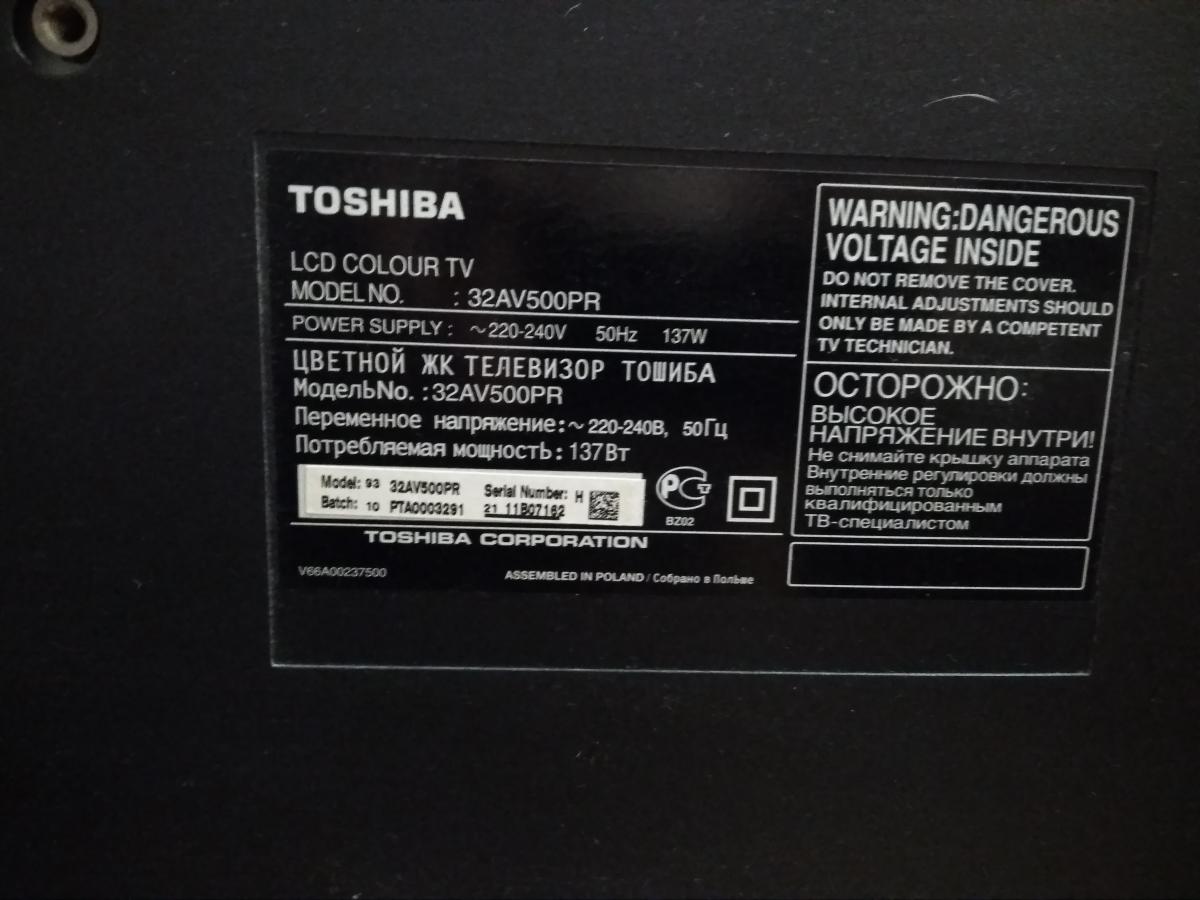 TOSHIBA
LCD COLOUR TV
MODEL NO. : 32AV500PR
POWER SUPPLY : ~220-240V 50Hz 137W
ЦВЕТНОЙ ЖК ТЕЛЕВИЗОР ТОШИБА
МодельNo. :32AV500PR
Переменное напряжение:~220-240В, 50Гц
Потребляемая мощность: 137Вт
Model: 93 32AV500PR Serial Number: H
Batch: 10 PTA0003291 21 11B07162
РСТ
BZ02
TOSHIBA CORPORATION
V66A00237500
ASSEMBLED IN POLAND / Собрано в Польше
WARNING:DANGEROUS
VOLTAGE INSIDE
DO NOT REMOVE THE COVER.
INTERNAL ADJUSTMENTS SHOULD
ONLY BE MADE BY A COMPETENT
TV TECHNICIAN.
ОСТОРОЖНО:
ВЫСОКОЕ
НАПРЯЖЕНИЕ ВНУТРИ!
Не снимайте крышку аппарата
Внутренние регулировки должны
выполняться только
квалифицированным
ТВ-специалистом